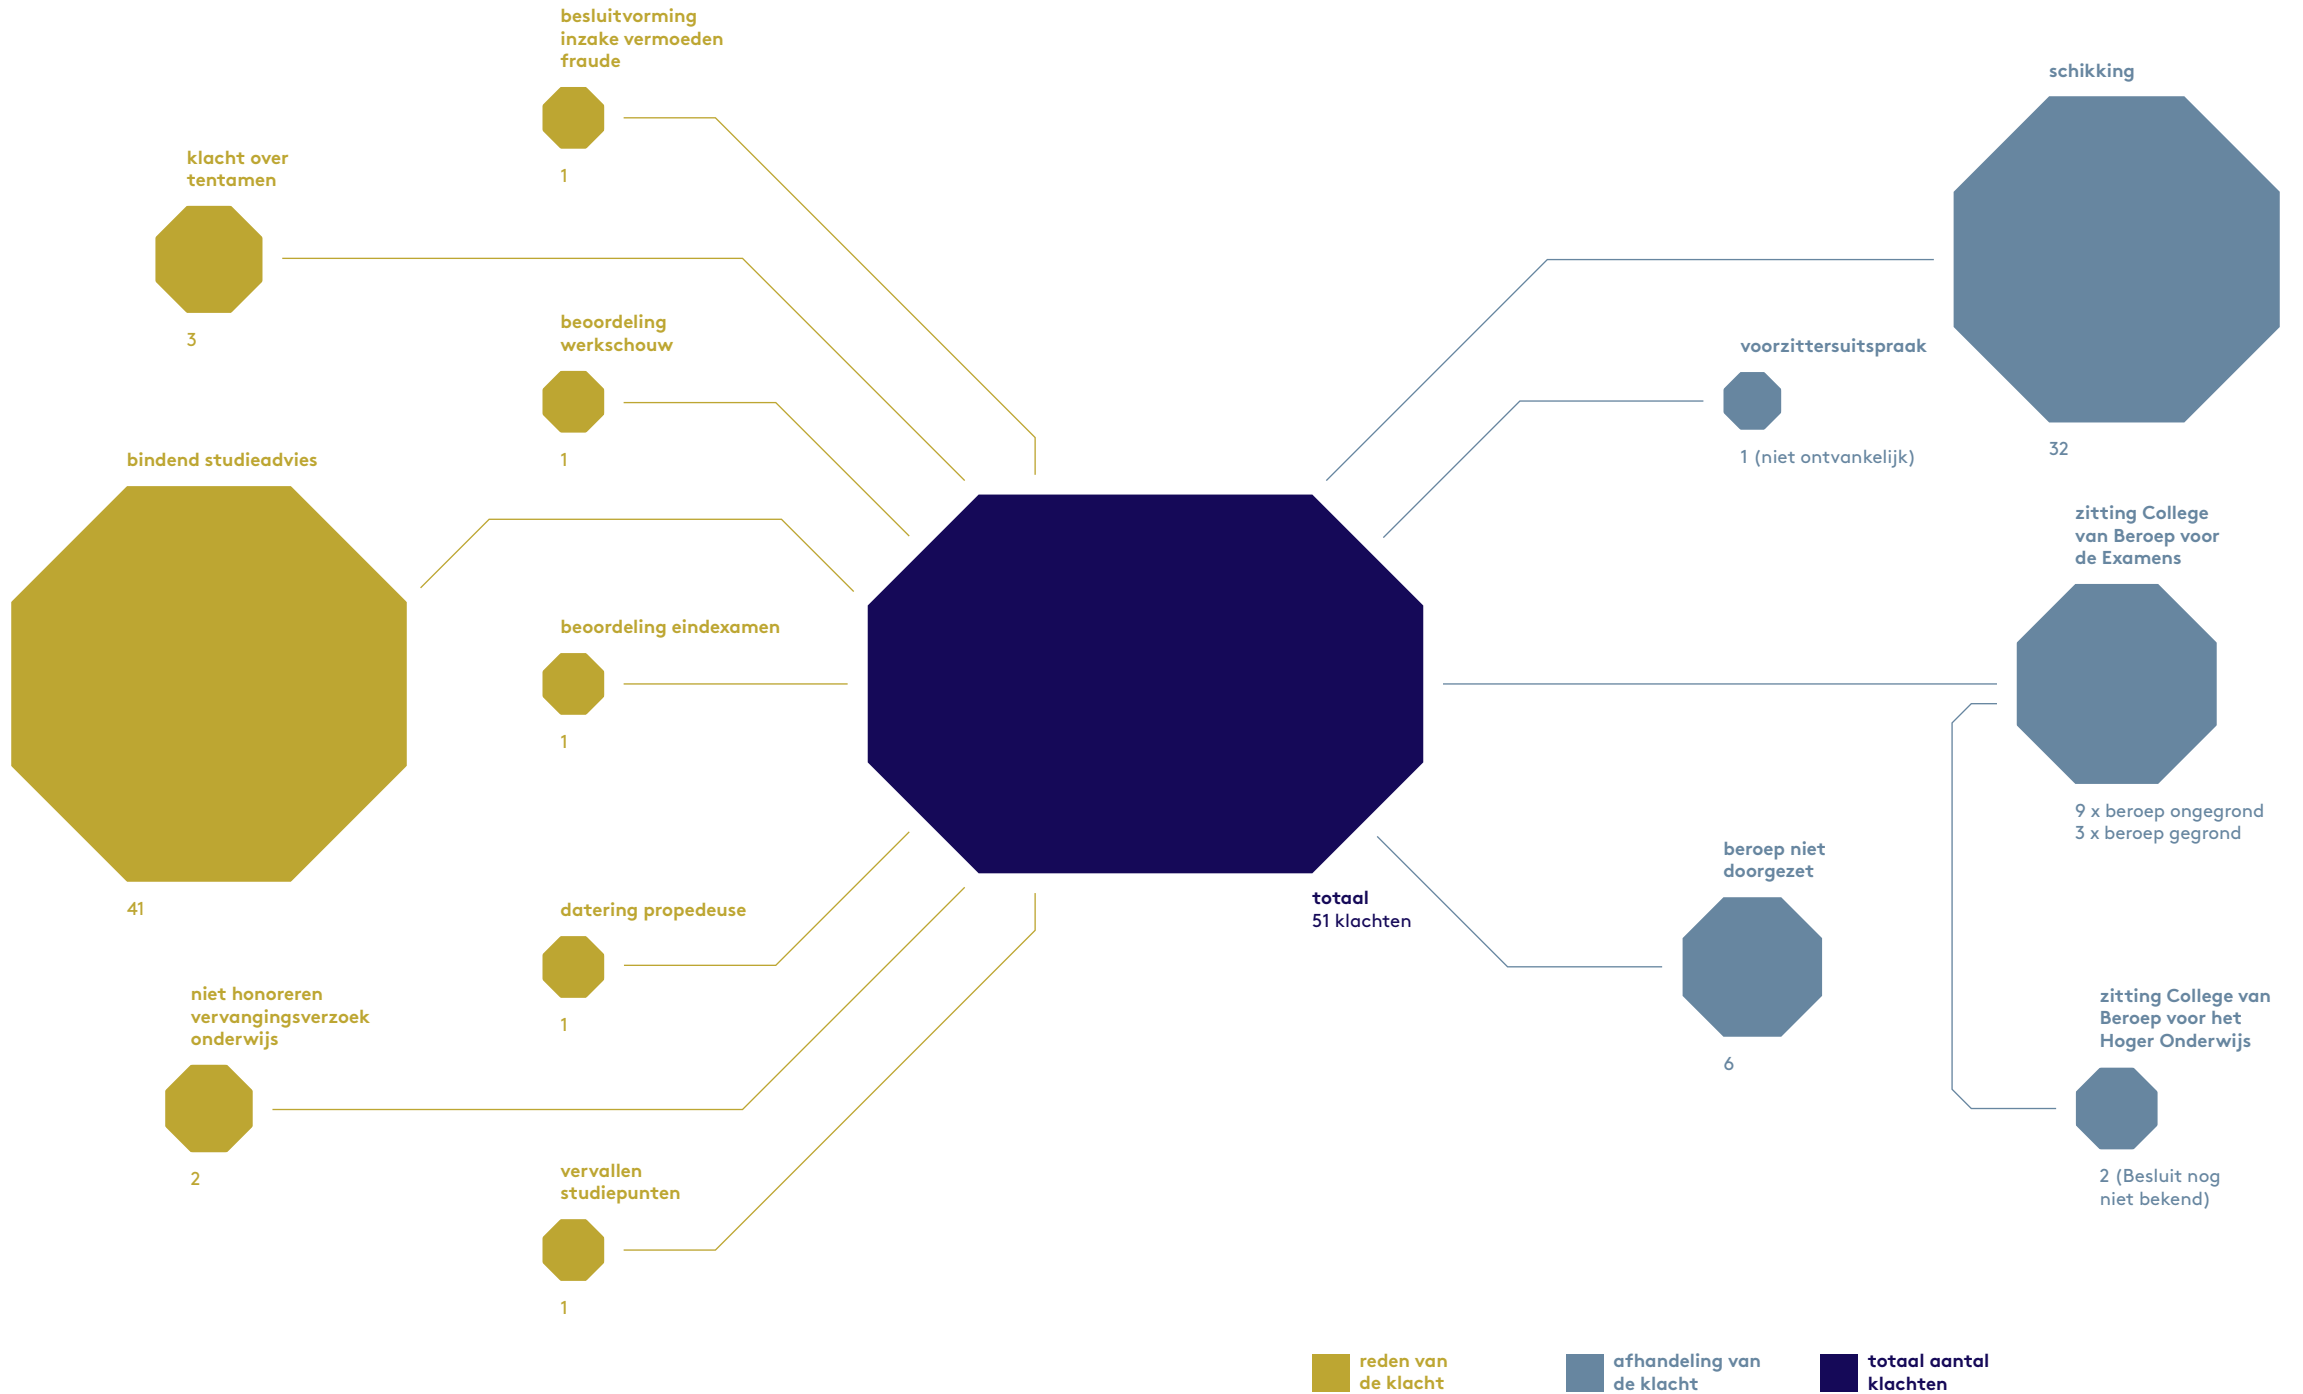 besluitvorming
inzake vermoeden
fraude
1
klacht over
tentamen
3
beoordeling
werkschouw
1
bindend studieadvies
41
beoordeling eindexamen
1
datering propedeuse
1
niet honoreren
vervangingsverzoek
onderwijs
2
vervallen
studiepunten
1
totaal
51 klachten
schikking
32
voorzittersuitspraak
1 (niet ontvankelijk)
zitting College
van Beroep voor
de Examens
9 x beroep ongegrond
3 x beroep gegrond
beroep niet
doorgezet
6
zitting College van
Beroep voor het
Hoger Onderwijs
2 (Besluit nog
niet bekend)
reden van
de klacht
afhandeling van
de klacht
totaal aantal
klachten